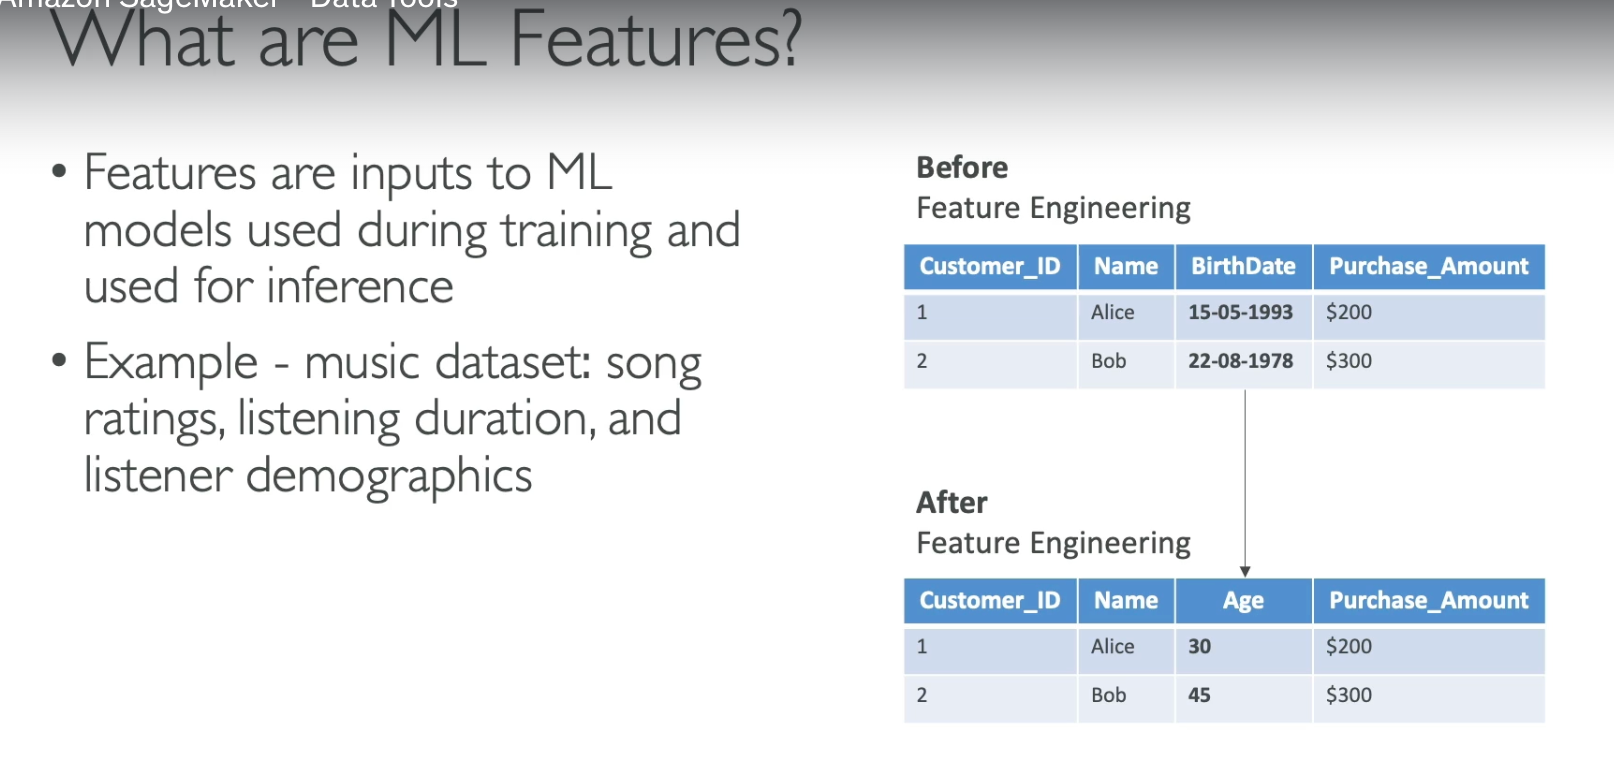 Amazon SageMaker - Data Tools
What are ML Features?
• Features are inputs to ML
models used during training and
used for inference
• Example - music dataset: song
ratings, listening duration, and
listener demographics
Before
Feature Engineering
Customer_ID Name BirthDate Purchase_Amount
1 Alice 15-05-1993 $200
2 Bob 22-08-1978 $300
After
Feature Engineering
Customer_ID Name Age Purchase_Amount
1 Alice 30 $200
2 Bob 45 $300